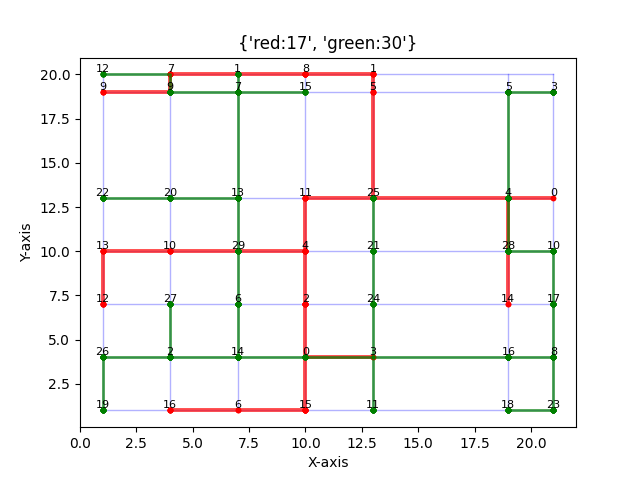 {'red:17', 'green:30'}
20.0
17.5
15.0
12.5
10.0
7.5
5.0
2.5
Y-axis
12 7 1 8 1
9 9 7 15 5 5 3
22 20 13 11 25 4 0
13 10 29 4 21 28 10
12 27 6 2 24 14 17
26 2 14 0 3 16 8
19 16 6 15 11 18 23
0.0 2.5 5.0 7.5 10.0 12.5 15.0 17.5 20.0
X-axis